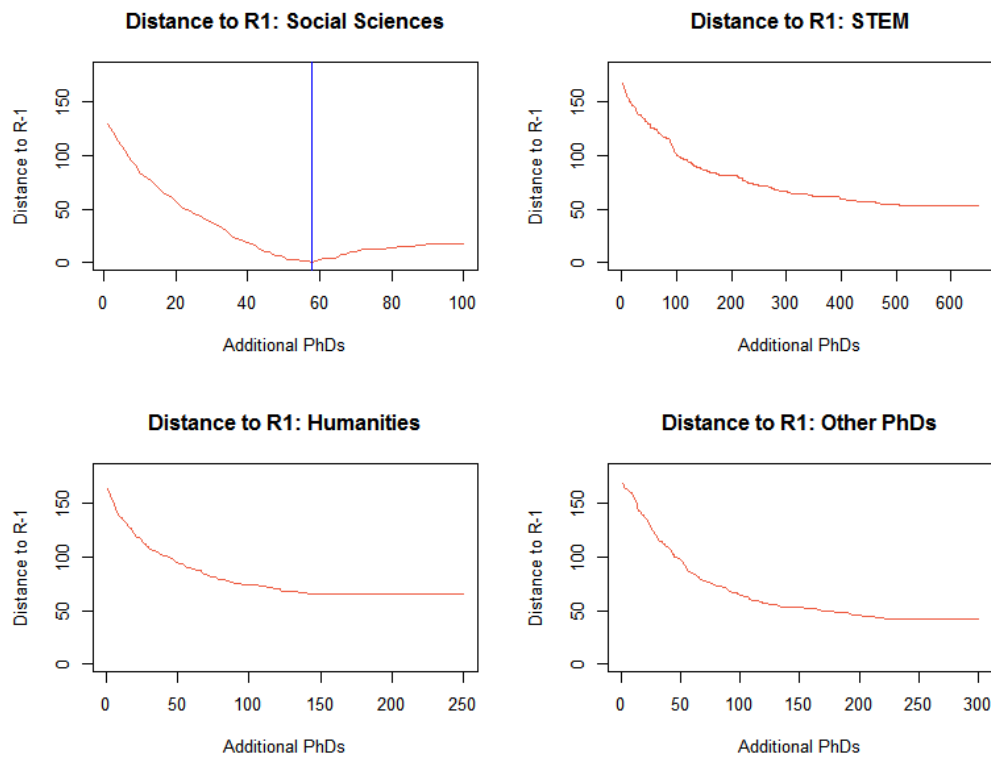 Distance to R1: Social Sciences
Distance to R-1
150
100
50
0
0 20 40 60 80 100
Additional PhDs
Distance to R1: STEM
Distance to R-1
150
100
50
0
0 100 200 300 400 500 600
Additional PhDs
Distance to R1: Humanities
Distance to R-1
150
100
50
0
0 50 100 150 200 250
Additional PhDs
Distance to R1: Other PhDs
Distance to R-1
150
100
50
0
0 50 100 150 200 250 300
Additional PhDs